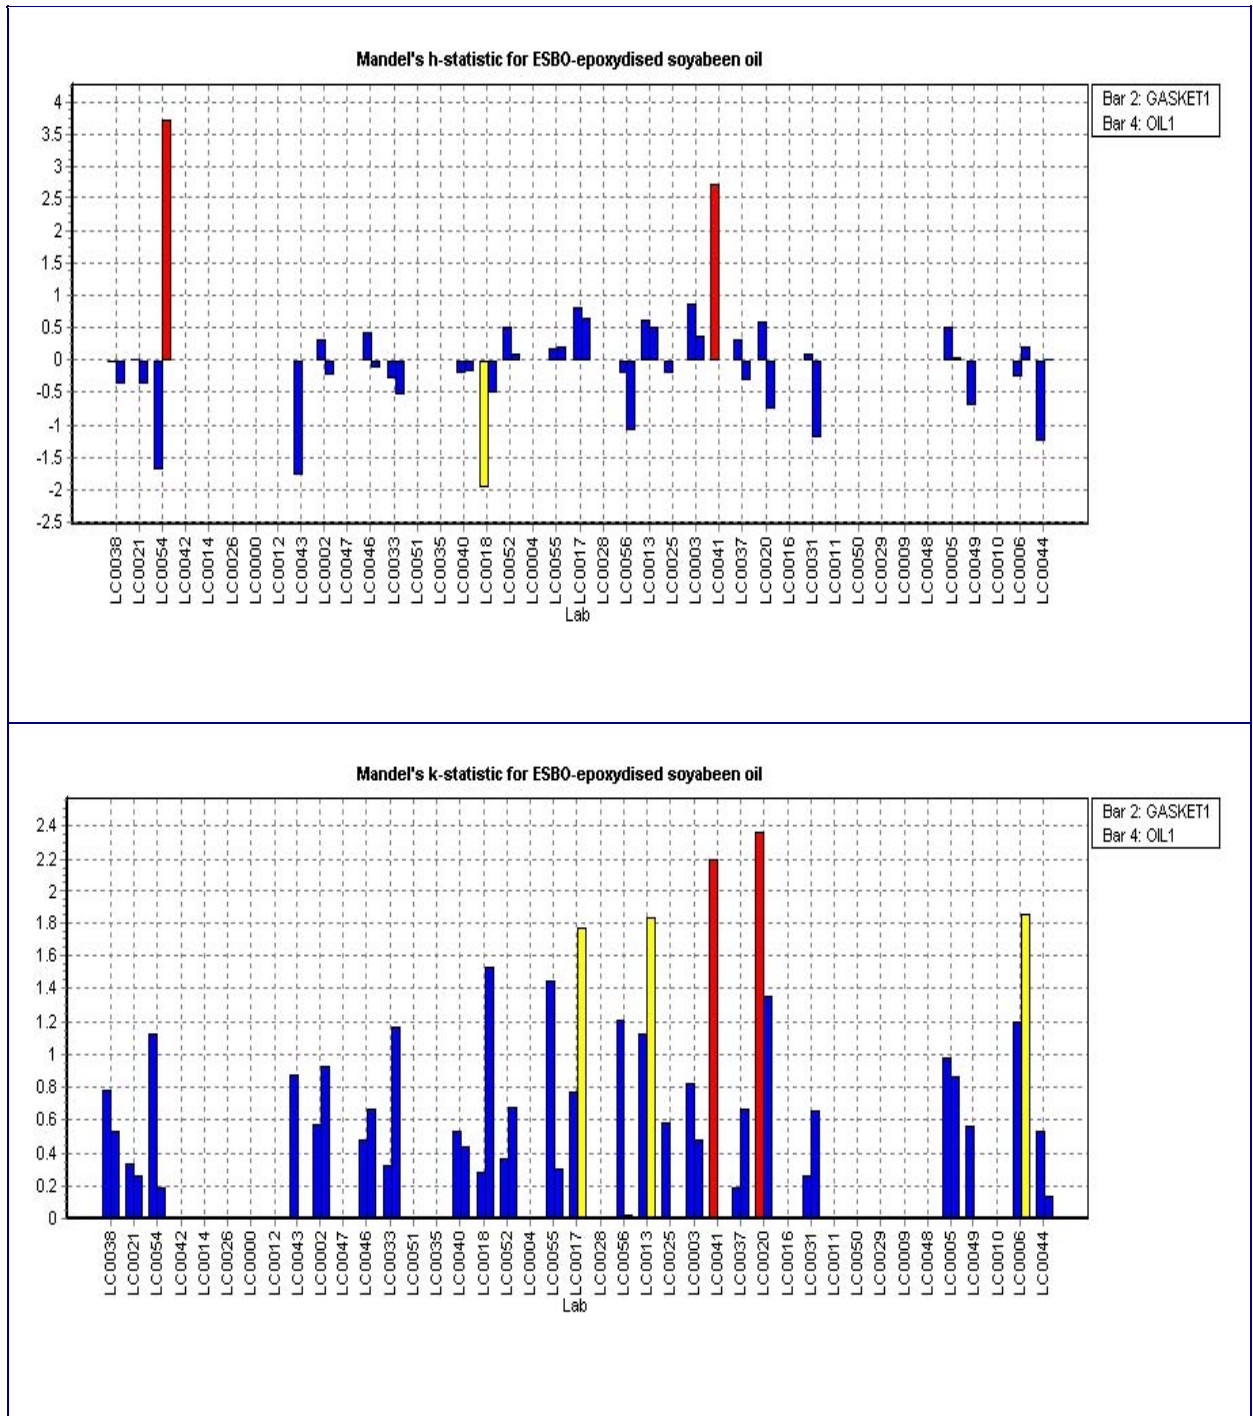 Mandel's h-statistic for ESBO-epoxydised soyabeen oil
Bar 2: GASKET1
Bar 4: OIL1
4
3.5
3
2.5
2
1.5
1
0.5
0
-0.5
-1
-1.5
-2
-2.5
LC0038
LC0021
LC0054
LC0042
LC0014
LC0026
LC0000
LC0012
LC0043
LC0002
LC0047
LC0046
LC0033
LC0051
LC0035
LC0040
LC0018
LC0052
LC0004
LC0055
LC0017
LC0028
LC0056
LC0013
LC0025
LC0003
LC0041
LC0037
LC0020
LC0016
LC0031
LC0011
LC0050
LC0029
LC0009
LC0048
LC0005
LC0049
LC0010
LC0006
LC0044
Lab
Mandel's k-statistic for ESBO-epoxydised soyabeen oil
Bar 2: GASKET1
Bar 4: OIL1
2.4
2.2
2
1.8
1.6
1.4
1.2
1
0.8
0.6
0.4
0.2
0
LC0038
LC0021
LC0054
LC0042
LC0014
LC0026
LC0000
LC0012
LC0043
LC0002
LC0047
LC0046
LC0033
LC0051
LC0035
LC0040
LC0018
LC0052
LC0004
LC0055
LC0017
LC0028
LC0056
LC0013
LC0025
LC0003
LC0041
LC0037
LC0020
LC0016
LC0031
LC0011
LC0050
LC0029
LC0009
LC0048
LC0005
LC0049
LC0010
LC0006
LC0044
Lab